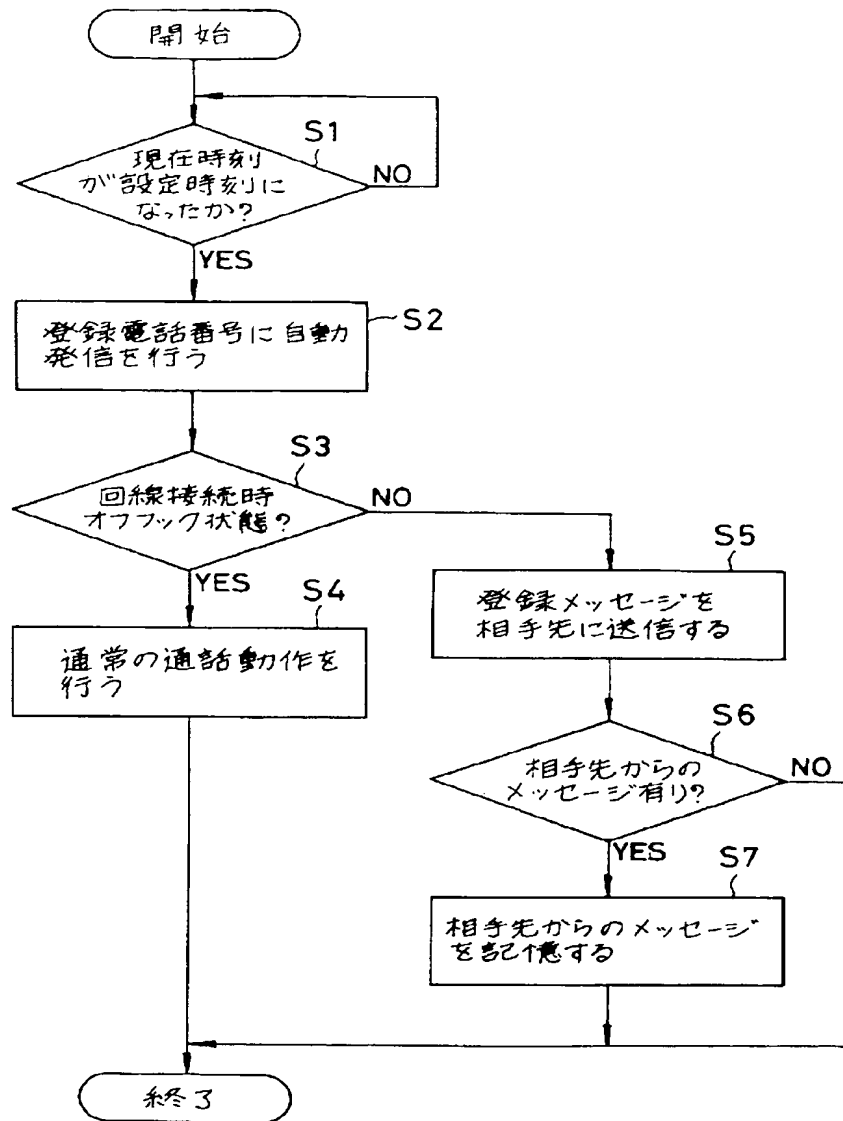 開始
S1
現在時刻
が設定時刻に
なったか?
NO
YES
S2
登録電話番号に自動
発信を行う
S3
回線接続時
オフフック状態?
NO
YES
S4
通常の通話動作を
行う
S5
登録メッセージを
相手先に送信する
S6
相手先からの
メッセージ有り?
NO
YES
S7
相手先からのメッセージ
を記憶する
終了